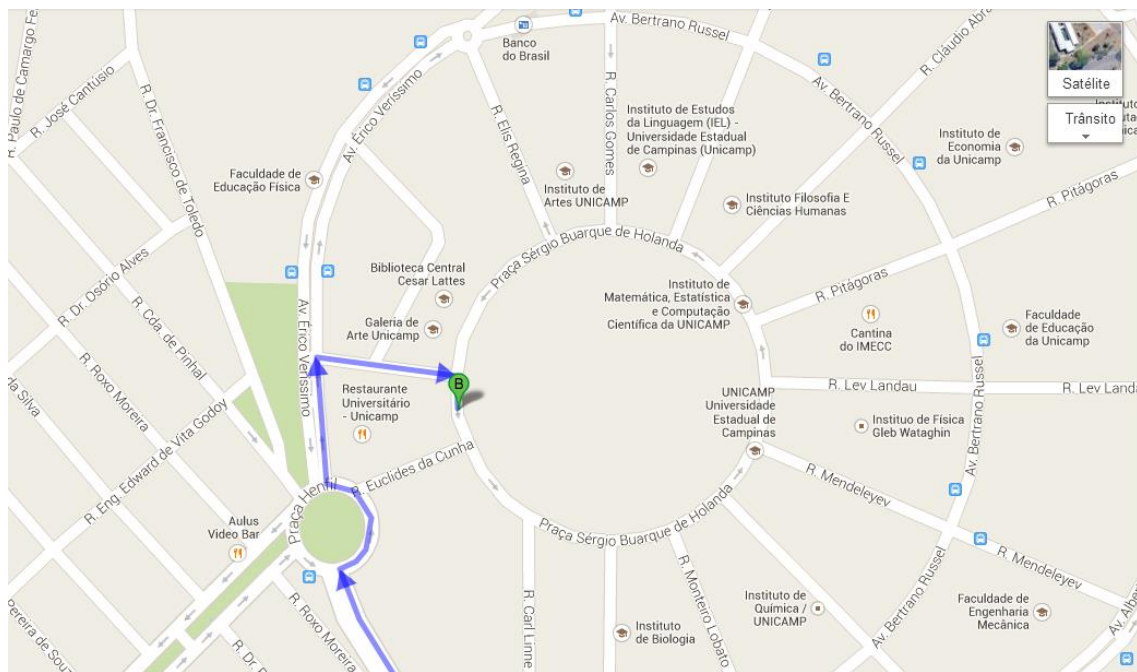 R. Paulo de Camargo Fe
R. José Cantúsio
R. Dr. Francisco de Toledo
Av. Érico Veríssimo
Banco
do Brasil
Av. Bertrano Russel
R. Cláudio Abra
Satélite
Trânsito
R. Elis Regina
R. Carlos Gomes
Instituto de Estudos
da Linguagem (IEL) -
Universidade Estadual
de Campinas (Unicamp)
Av. Bertrano Russel
Instituto de
Economia
da Unicamp
Faculdade de
Educação Física
Instituto de
Artes UNICAMP
Instituto Filosofia E
Ciências Humanas
R. Pitágoras
R. Dr. Osório Alves
R. Cda. de Pinhal
Praça Sérgio Buarque de Holanda
Biblioteca Central
Cesar Lattes
Galeria de
Arte Unicamp
Instituto de
Matemática, Estatística
e Computação
Científica da UNICAMP
R. Pitágoras
Cantina
do IMECC
Faculdade
de Educação da
Unicamp
Av. Érico Veríssimo
R. Roxo Moreira
da Silva
R. Eng. Edward de Vita Godoy
Restaurante
Universitário
- Unicamp
B
R. Lev Landau
R. Lev Landau
UNICAMP
Universidade
Estadual de
Campinas
Instituo de Física
Gleb Wataghin
Av. Bertrano Russel
R. Euclides da Cunha
Praça Henfil
Aulus
Video Bar
Praça Sérgio Buarque de Holanda
R. Mendeleyev
R. Mendeleyev
R. Carl Linne
R. Monteiro Lobato
Instituto
de Biologia
Instituto de
Química /
UNICAMP
Av. Bertrano Russel
Faculdade de
Engenharia
Mecânica
Pereira de Souz
R. Roxo Moreira